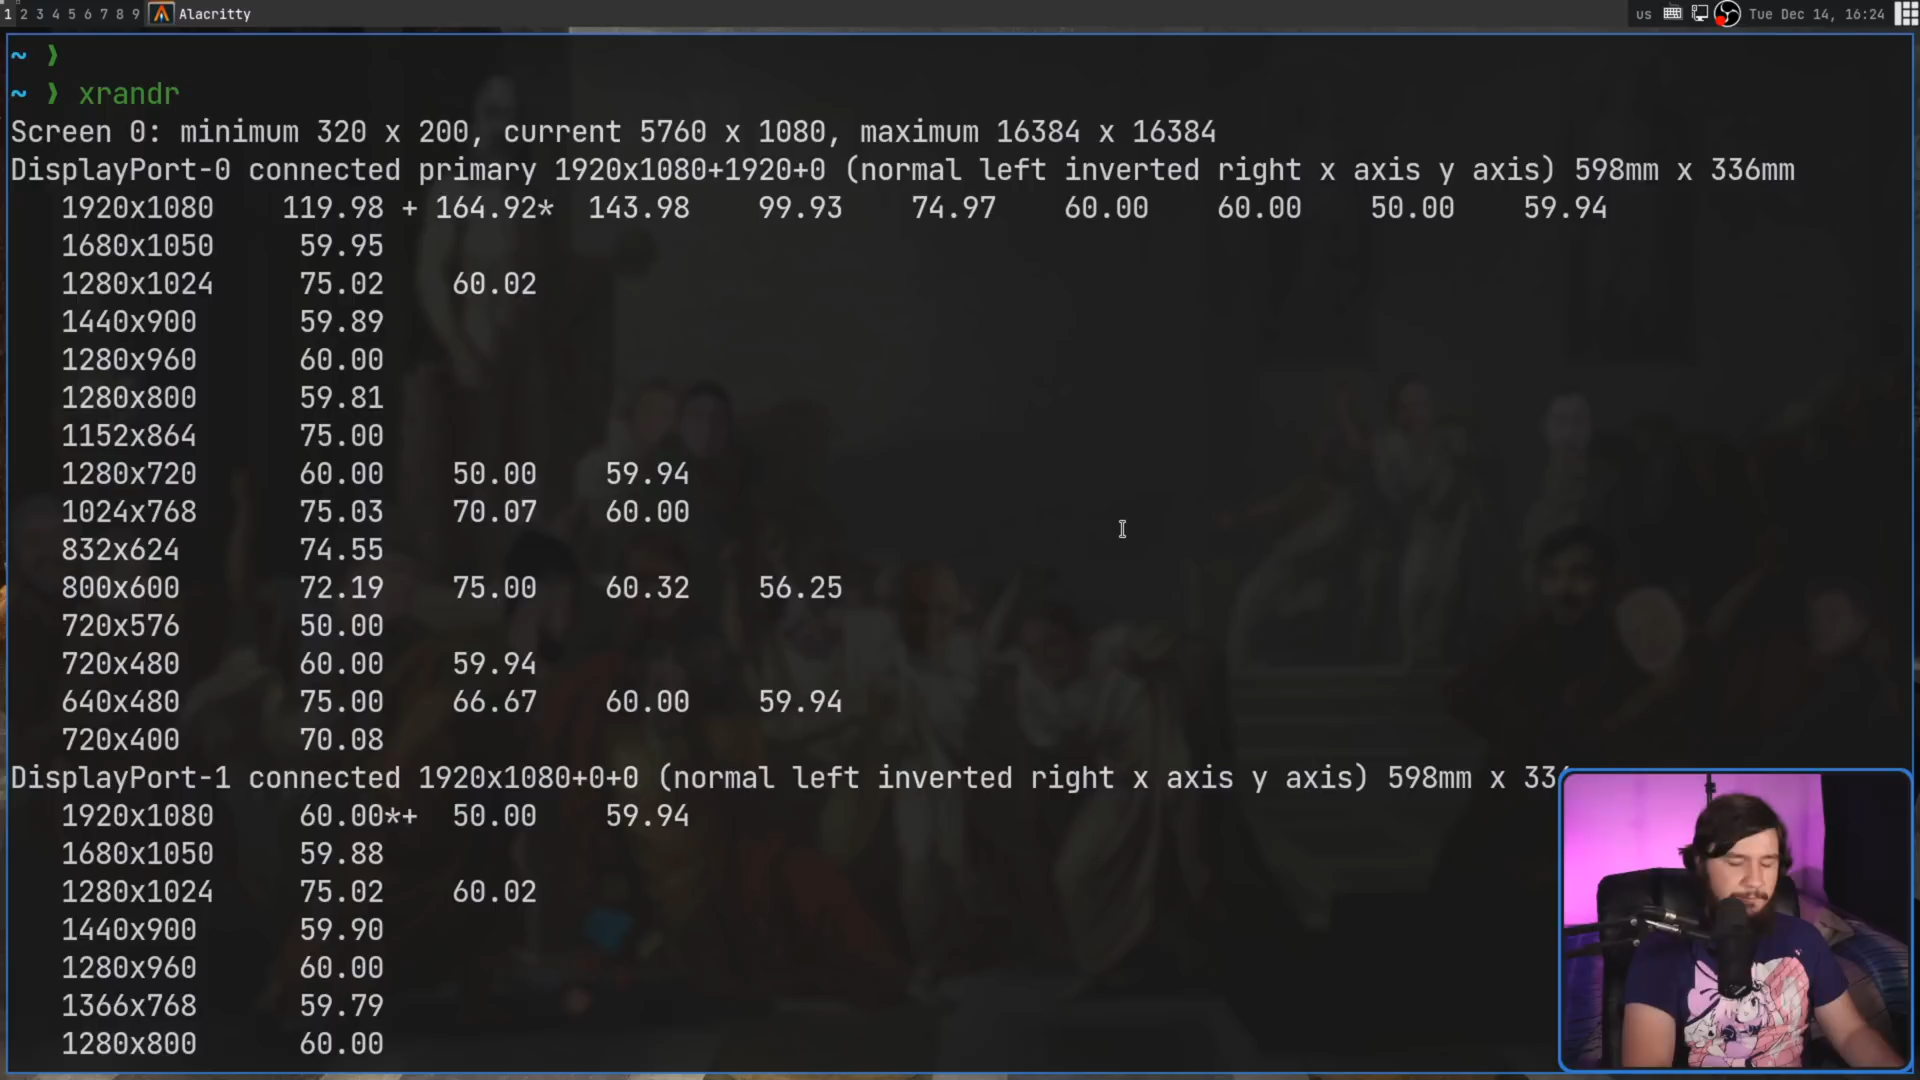 1 2 3 4 5 6 7 8 9 Alacritty us Tue Dec 14, 16:24
~ ❯
~ ❯ xrandr
Screen 0: minimum 320 x 200, current 5760 x 1080, maximum 16384 x 16384
DisplayPort-0 connected primary 1920x1080+1920+0 (normal left inverted right x axis y axis) 598mm x 336mm
1920x1080 119.98 + 164.92* 143.98 99.93 74.97 60.00 60.00 50.00 59.94
1680x1050 59.95
1280x1024 75.02 60.02
1440x900 59.89
1280x960 60.00
1280x800 59.81
1152x864 75.00
1280x720 60.00 50.00 59.94
1024x768 75.03 70.07 60.00
832x624 74.55
800x600 72.19 75.00 60.32 56.25
720x576 50.00
720x480 60.00 59.94
640x480 75.00 66.67 60.00 59.94
720x400 70.08
DisplayPort-1 connected 1920x1080+0+0 (normal left inverted right x axis y axis) 598mm x 33
1920x1080 60.00*+ 50.00 59.94
1680x1050 59.88
1280x1024 75.02 60.02
1440x900 59.90
1280x960 60.00
1366x768 59.79
1280x800 60.00